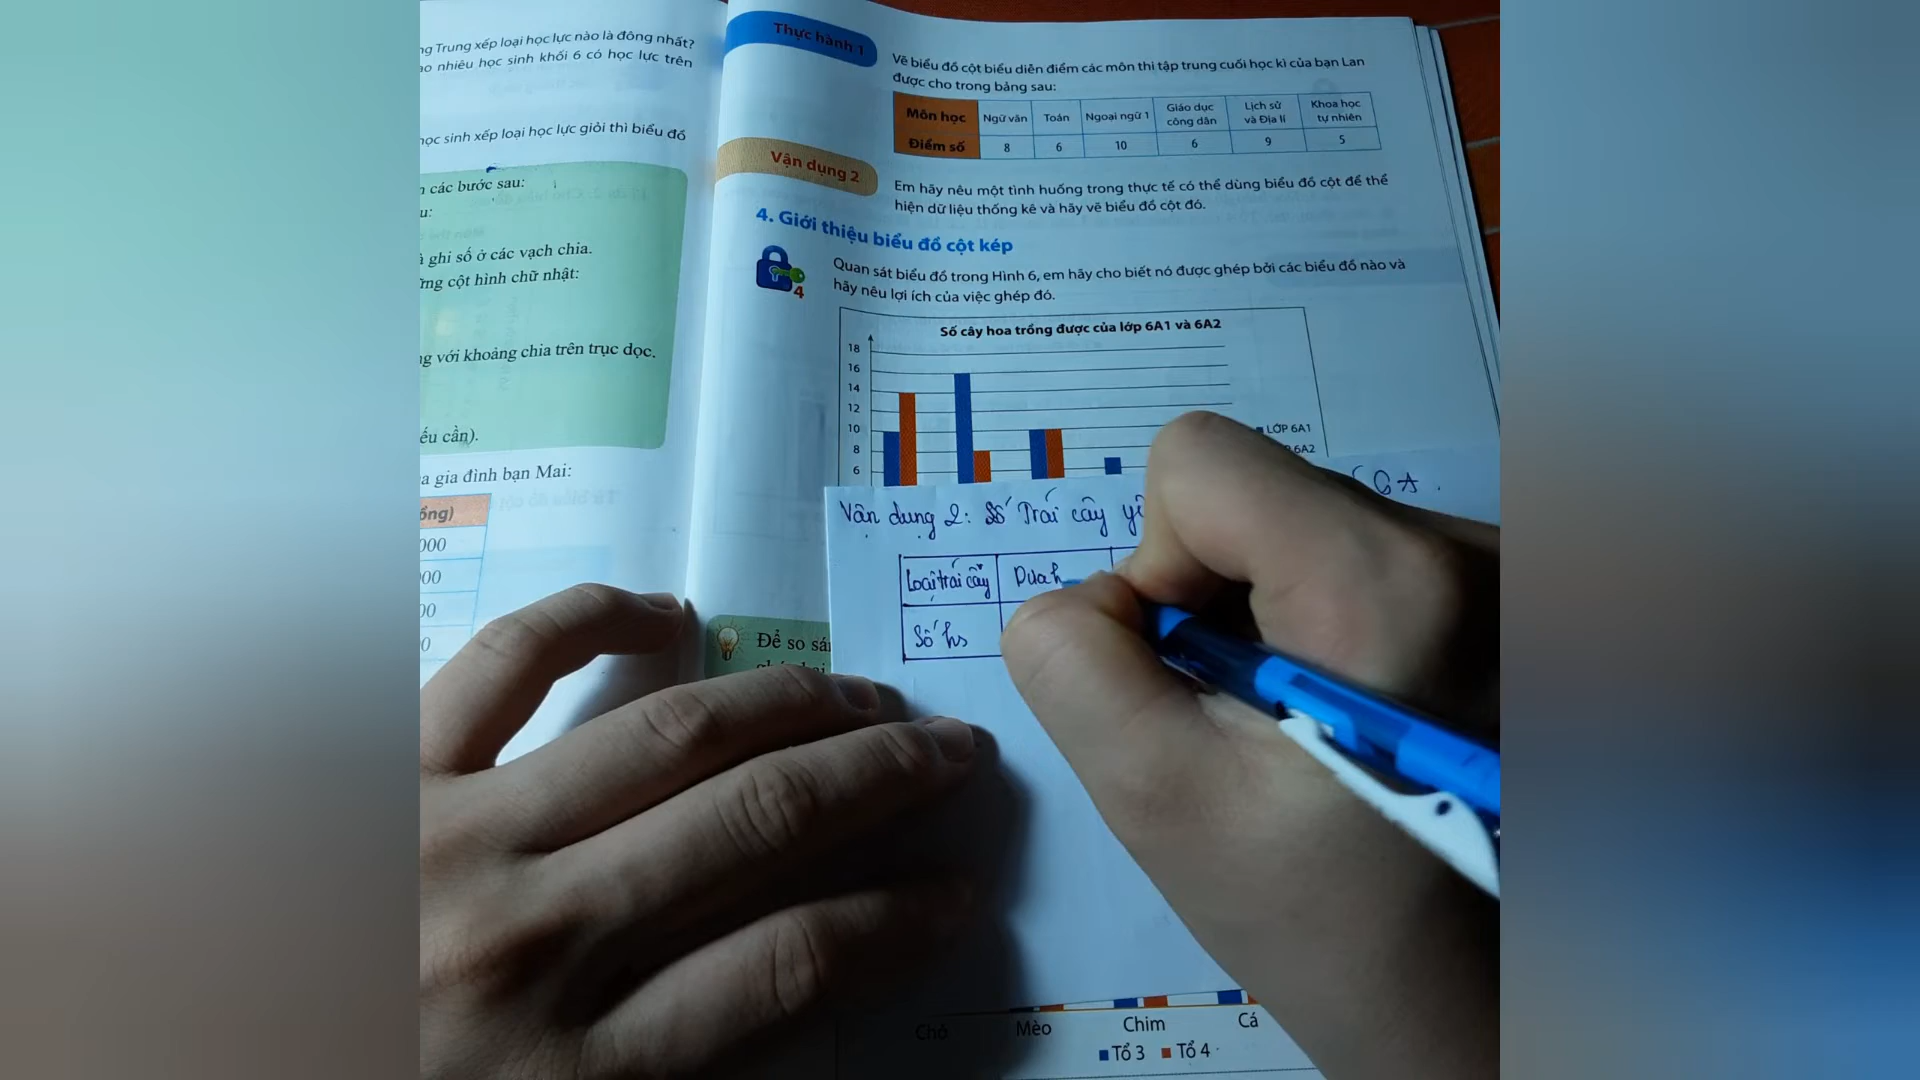 ng Trung xếp loại học lực nào là đông nhất?
ao nhiêu học sinh khối 6 có học lực trên
học sinh xếp loại học lực giỏi thì biểu đồ
n các bước sau:
u:
à ghi số ở các vạch chia.
ững cột hình chữ nhật:
ng với khoảng chia trên trục dọc.
ếu cần).
a gia đình bạn Mai:
ồng)
000
00
00
0
Thực hành 1
Vẽ biểu đồ cột biểu diễn điểm các môn thi tập trung cuối học kì của bạn Lan
được cho trong bảng sau:
Môn học Ngữ văn Toán Ngoại ngữ 1 Giáo dục công dân Lịch sử và Địa lí Khoa học tự nhiên
Điểm số 8 6 10 6 9 5
Vận dụng 2
Em hãy nêu một tình huống trong thực tế có thể dùng biểu đồ cột để thể
hiện dữ liệu thống kê và hãy vẽ biểu đồ cột đó.
4. Giới thiệu biểu đồ cột kép
4
Quan sát biểu đồ trong Hình 6, em hãy cho biết nó được ghép bởi các biểu đồ nào và
hãy nêu lợi ích của việc ghép đó.
Số cây hoa trồng được của lớp 6A1 và 6A2
18
16
14
12
10
8
6
LỚP 6A1
6A2
Vận dụng 2: Số Trái cây yê 6A.
Loại trái cây Dưa h
Số hs
Để so sá
Chó Mèo Chim Cá
Tổ 3 Tổ 4